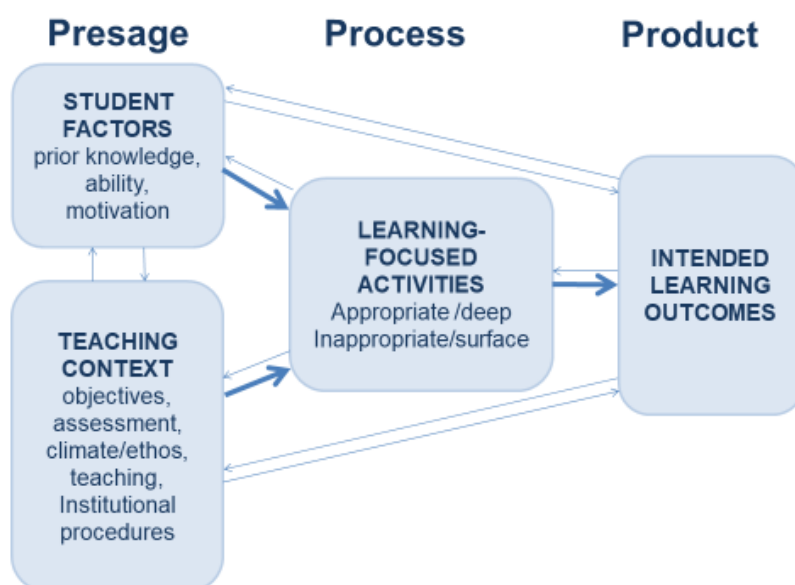 Presage
Process
Product
STUDENT
FACTORS
prior knowledge,
ability,
motivation
TEACHING
CONTEXT
objectives,
assessment,
climate/ethos,
teaching,
Institutional
procedures
LEARNING-
FOCUSED
ACTIVITIES
Appropriate /deep
Inappropriate/surface
INTENDED
LEARNING
OUTCOMES